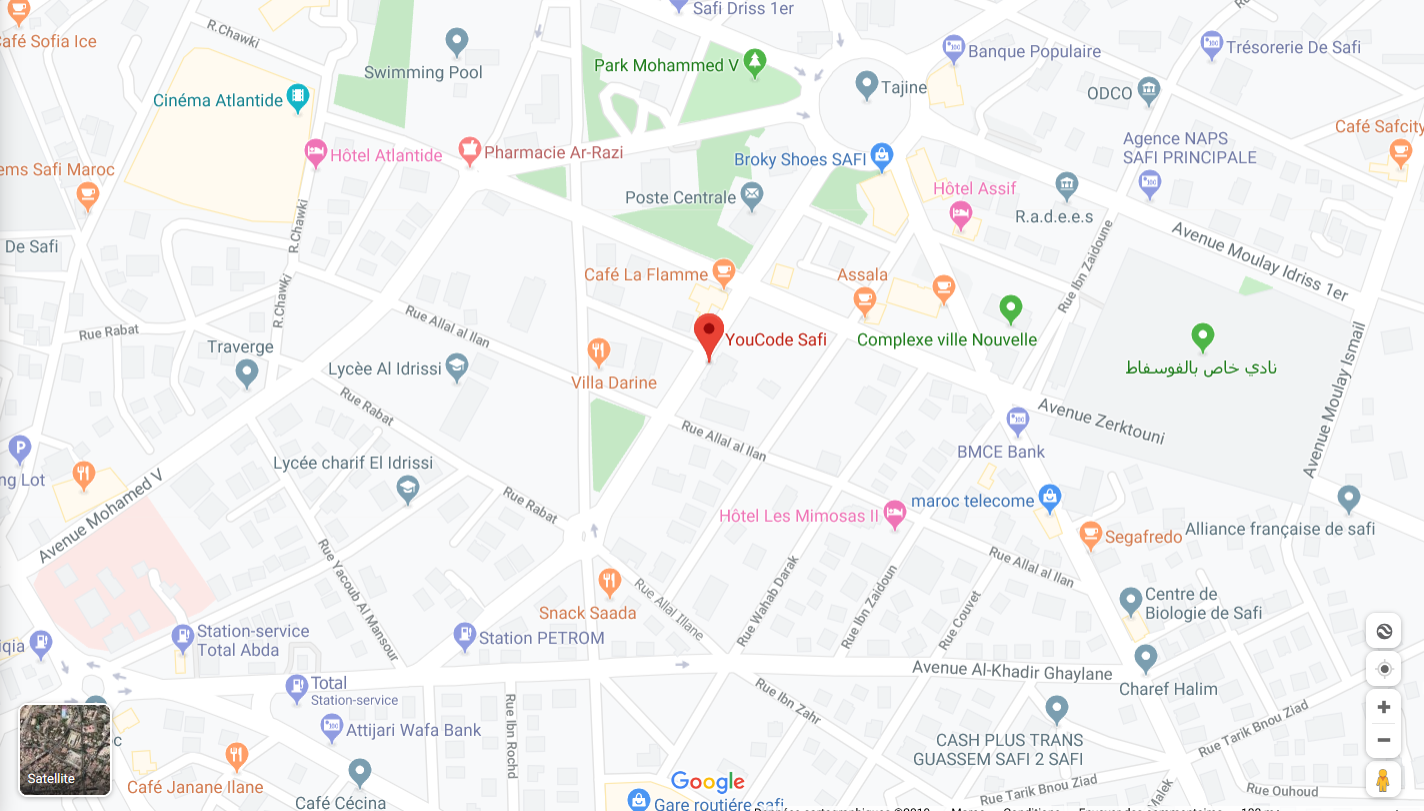 Safi Driss 1er
R.Chawki
Café Sofia Ice
Swimming Pool
Park Mohammed V
Banque Populaire
Trésorerie De Safi
Tajine
ODCO
Cinéma Atlantide
Café Safcity
Agence NAPS
SAFI PRINCIPALE
Hôtel Atlantide
Pharmacie Ar-Razi
Broky Shoes SAFI
ems Safi Maroc
Poste Centrale
Hôtel Assif
R.a.d.e.e.s
R.Chawki
De Safi
Avenue Moulay Idriss 1er
Rue Ibn Zaidoune
Café La Flamme
Assala
R.Chawki
Rue Allal al Ilan
Rue Rabat
YouCode Safi
Complexe ville Nouvelle
Traverge
Lycèe Al Idrissi
Villa Darine
نادي خاص بالفوسفاط
Avenue Moulay Ismail
Rue Rabat
Avenue Zerktouni
Rue Allal al Ilan
BMCE Bank
P
ng Lot
Lycée charif El Idrissi
Avenue Mohamed V
Rue Rabat
maroc telecome
Hôtel Les Mimosas II
Alliance française de safi
Segafredo
Rue Allal al Ilan
Rue Yacoub Al Mansour
Rue Wahab Darak
Rue Ibn Zaidoun
Rue Couvet
Centre de
Biologie de Safi
Snack Saada
Rue Allal Illane
Station-service
Total Abda
Station PETROM
iqia
Avenue Al-Khadir Ghaylane
Charef Halim
Total
Station-service
Rue Ibn Rochd
Rue Ibn Zahr
Rue Tarik Bnou Ziad
Attijari Wafa Bank
CASH PLUS TRANS
GUASSEM SAFI 2 SAFI
Satellite
Café Janane Ilane
Google
Rue Tarik Bnou Ziad
Rue Ouhoud
Malek
Café Cécina
Gare routière safi